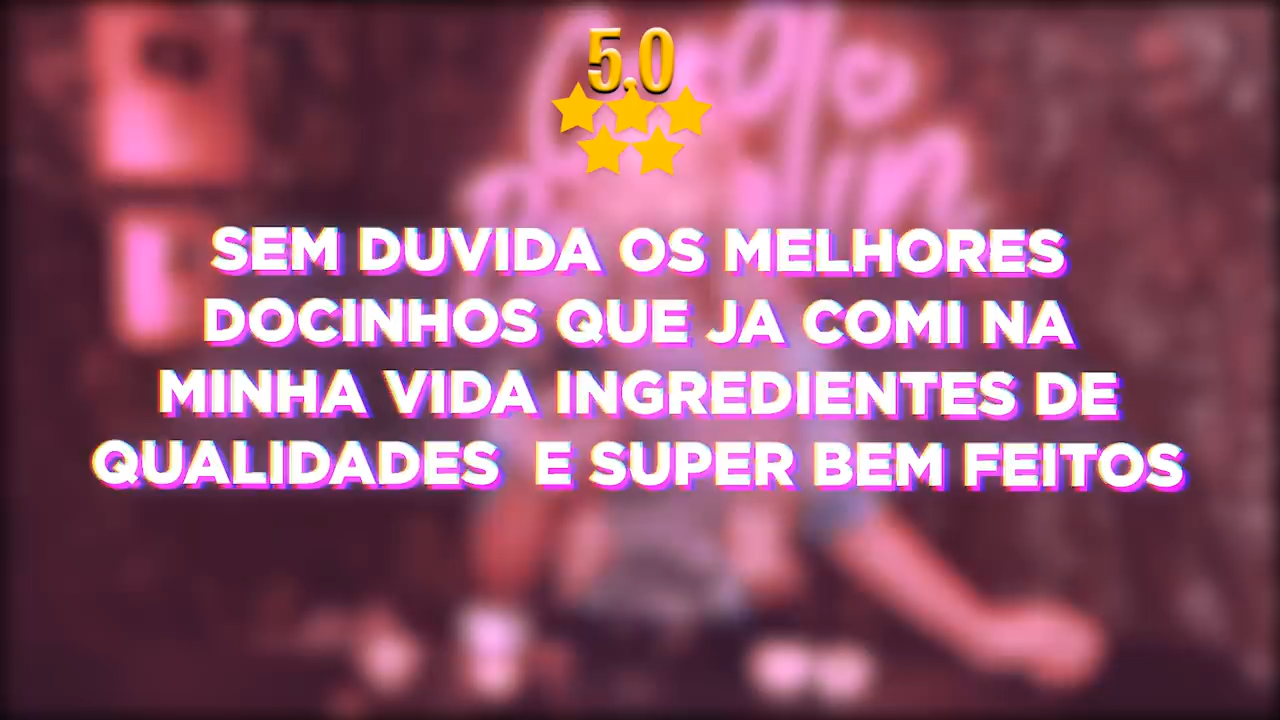 5.0
SEM DUVIDA OS MELHORES
DOCINHOS QUE JA COMI NA
MINHA VIDA INGREDIENTES DE
QUALIDADES E SUPER BEM FEITOS